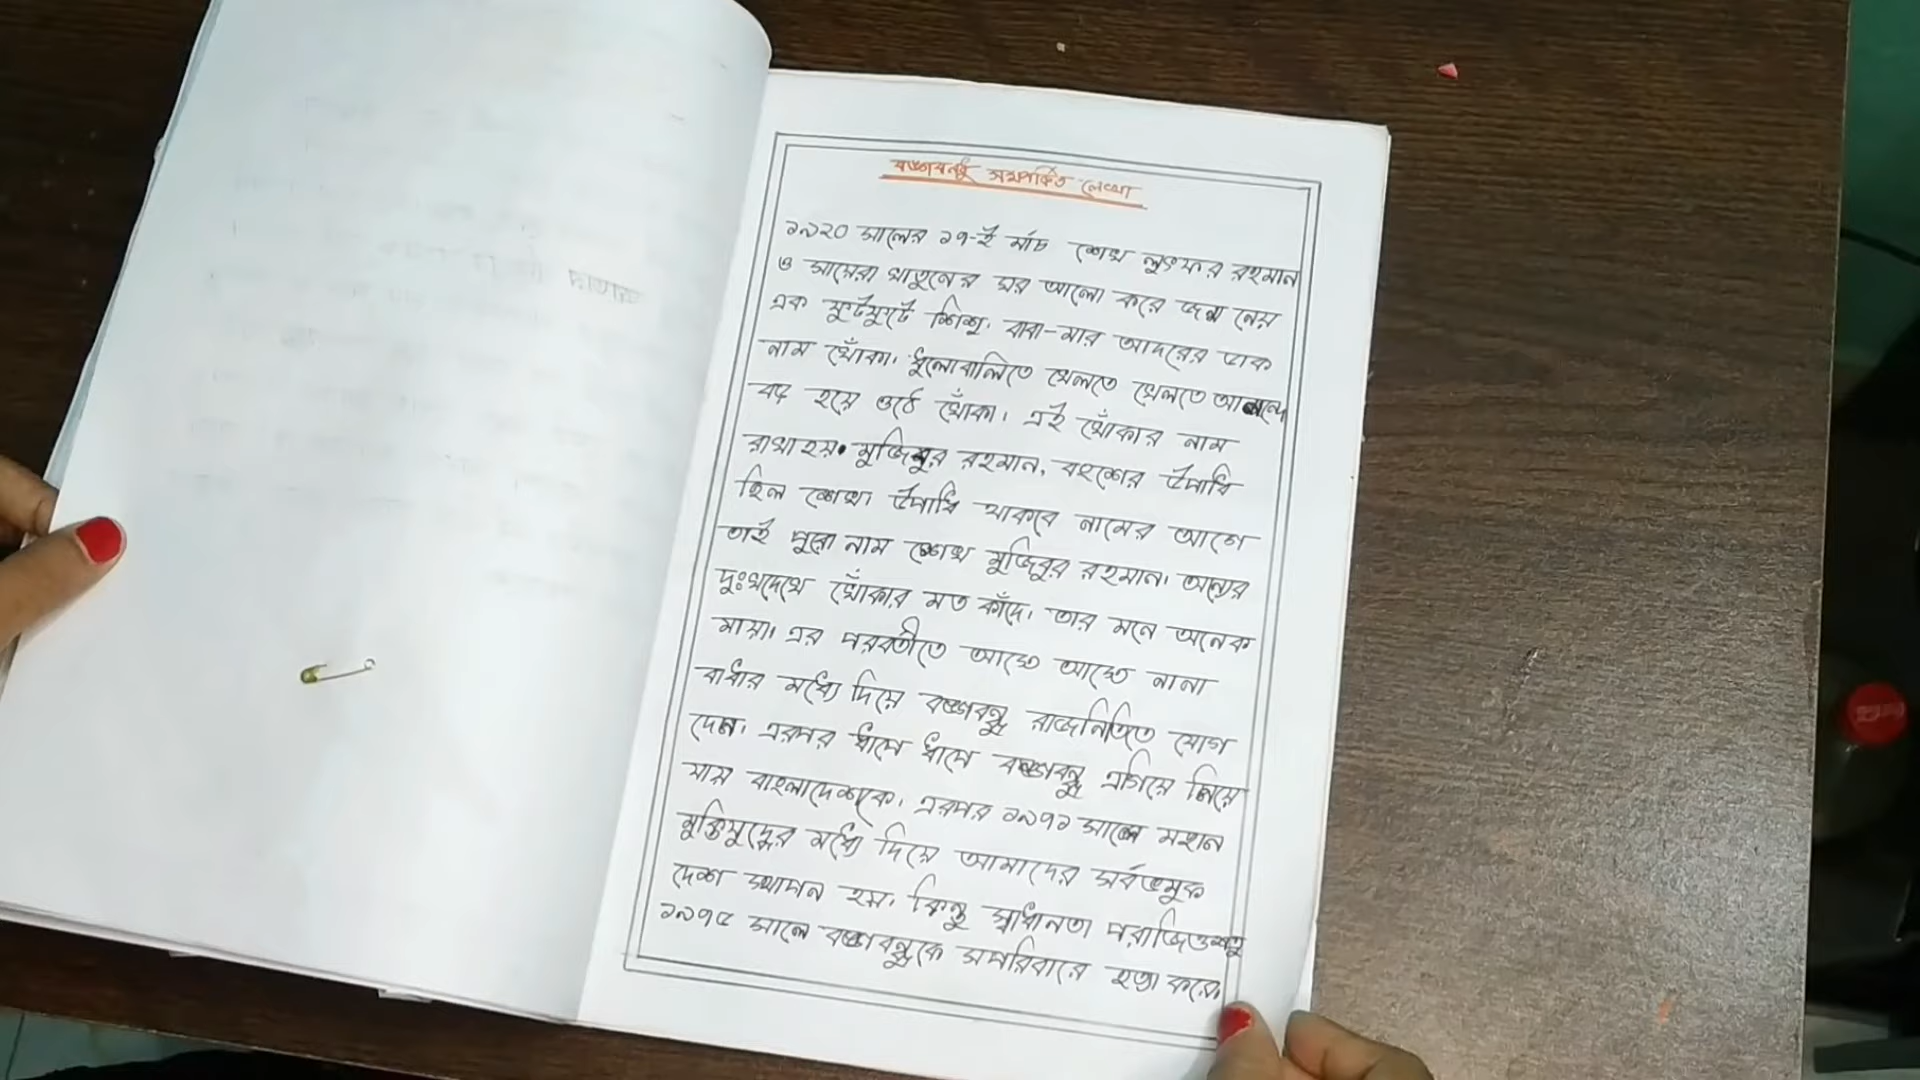 বঙ্গবন্ধু সম্পর্কিত লেখা
১৯২০ সালের ১৭-ই র্মাচ শেখ লুৎফর রহমান
ও সায়েরা খাতুনের ঘর আলো করে জন্ম নেয়
এক ফুটফুটে শিশু। বাবা-মার আদরের ডাক
নাম খোঁকা। ধুলোবালিতে খেলতে খেলতে আনন্দে
বড় হয়ে ওঠে খোঁকা। এই খোঁকার নাম
রাখাহয়। মুজিবুর রহমান, বংশের উপাধি
ছিল শেখ। উপাধি থাকবে নামের আগে
তাই পুরো নাম শেখ মুজিবুর রহমান। অন্যের
দুঃখদেখে খোঁকার মত কাঁদে। তার মনে অনেক
মায়া। এর পরবর্তীতে আস্তে আস্তে নানা
বাধার মধ্যে দিয়ে বঙ্গবন্ধু রাজনিতিতে যোগ
দেন। এরপর ধাপে ধাপে বঙ্গবন্ধু এগিয়ে নিয়ে
যায় বাংলাদেশকে। এরপর ১৯৭১ সালে মহান
মুক্তিযুদ্ধের মধ্যে দিয়ে আমাদের
দেশ স্থাপন হয়। কিন্তু স্বাধীনতা পরাজিতশত্রু
১৯৭৫ সালে বঙ্গবন্ধুকে সপরিবারে হত্যা করে।